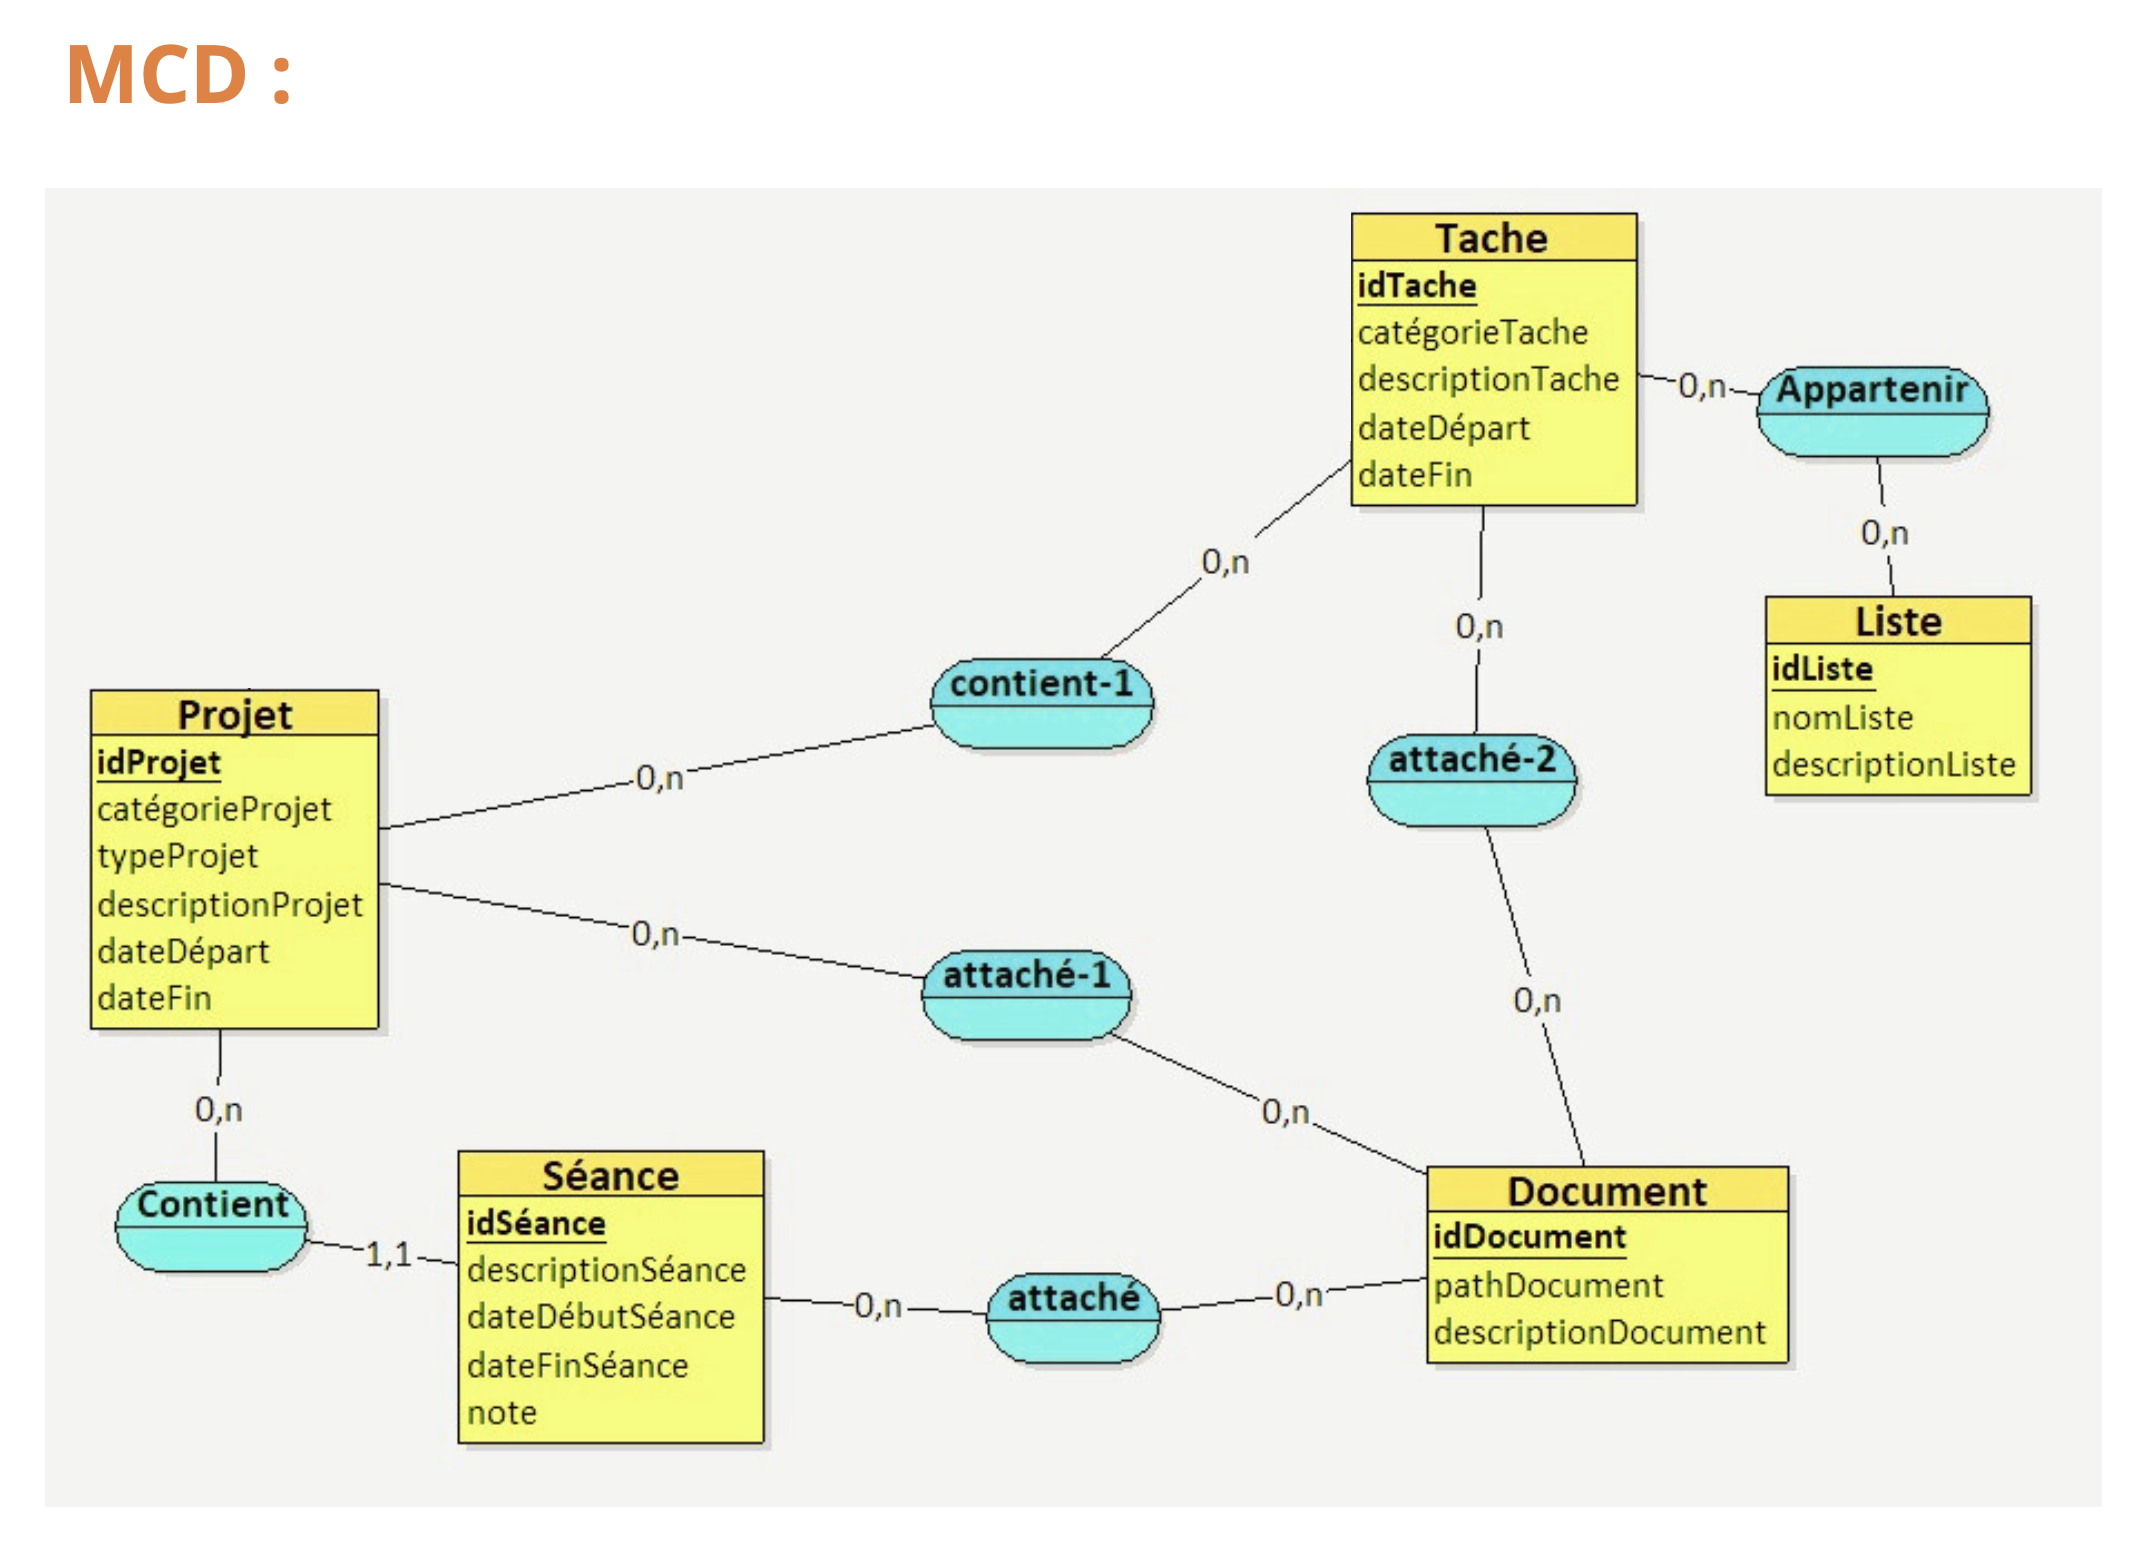 MCD :
Tache
idTache
catégorieTache
descriptionTache
dateDépart
dateFin
0,n
Appartenir
0,n
Liste
idListe
nomListe
descriptionListe
0,n
contient-1
0,n
0,n
attaché-2
0,n
Projet
idProjet
catégorieProjet
typeProjet
descriptionProjet
dateDépart
dateFin
0,n
attaché-1
0,n
0,n
Contient
1,1
Séance
idSéance
descriptionSéance
dateDébutSéance
dateFinSéance
note
0,n
attaché
0,n
Document
idDocument
pathDocument
descriptionDocument